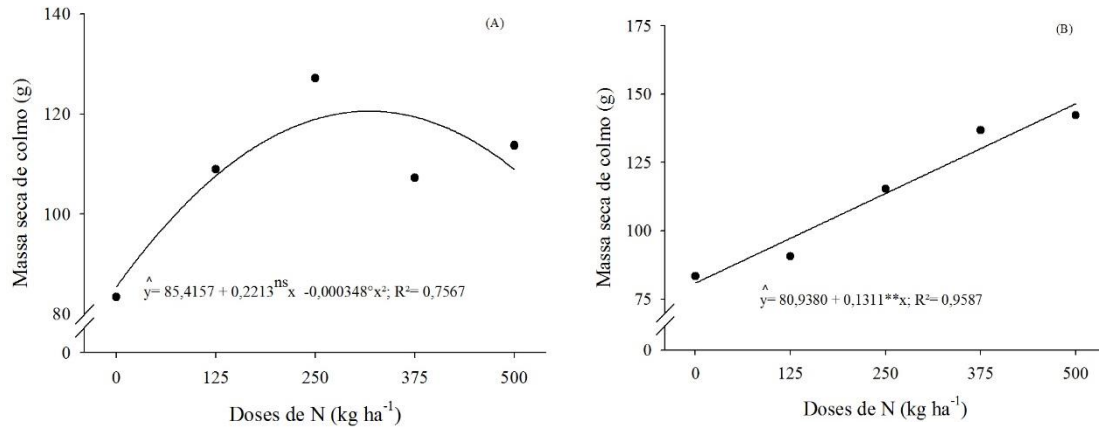 (A)
Massa seca de colmo (g)
140
120
100
80
0
ŷ= 85,4157 + 0,2213nsx -0,000348°x²; R²= 0,7567
0 125 250 375 500
Doses de N (kg ha⁻¹)
(B)
Massa seca de colmo (g)
175
150
125
100
75
0
ŷ= 80,9380 + 0,1311**x; R²= 0,9587
0 125 250 375 500
Doses de N (kg ha⁻¹)